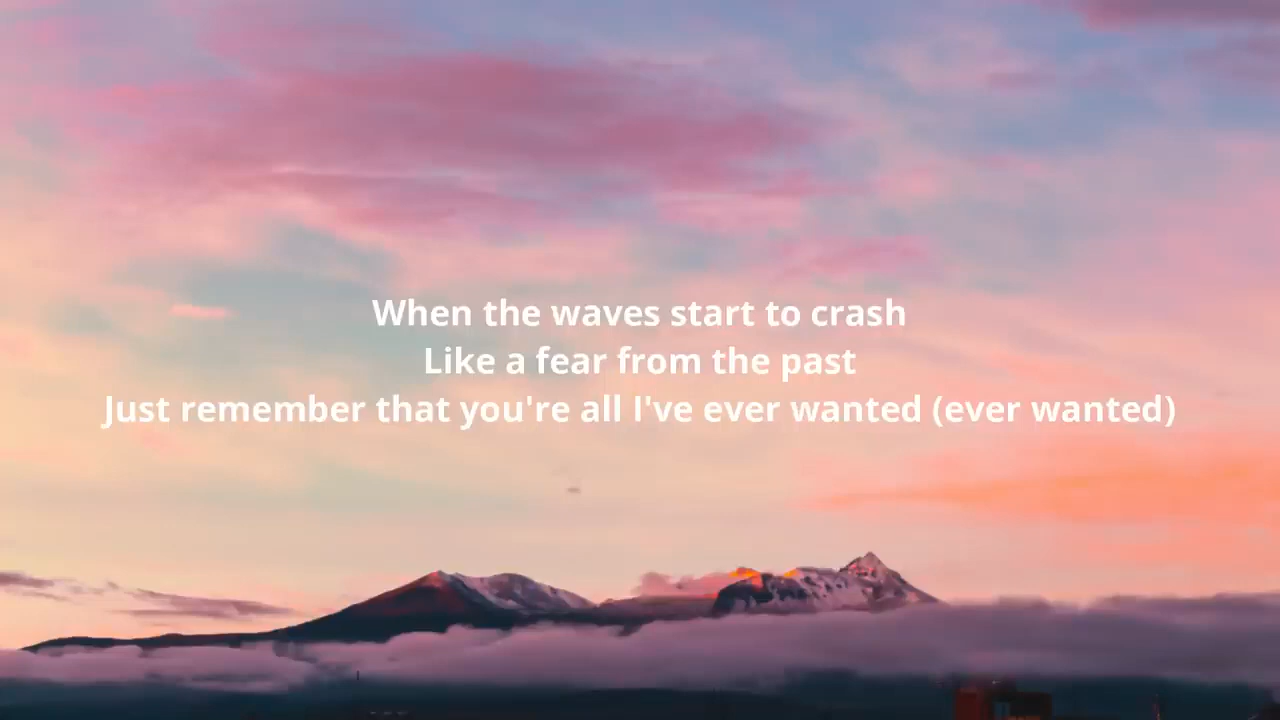 When the waves start to crash
Like a fear from the past
Just remember that you're all I've ever wanted (ever wanted)